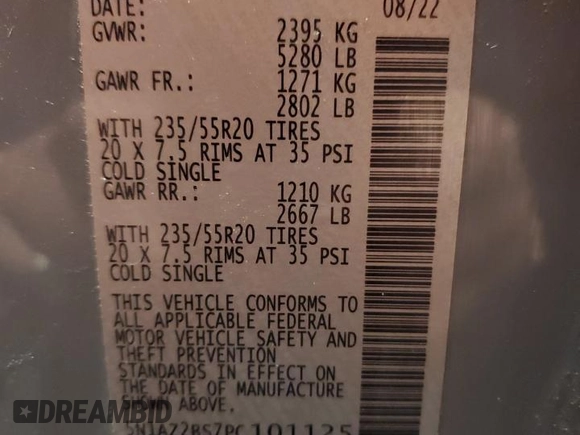 DATE: 08/22
GVWR: 2395 KG
5280 LB
GAWR FR.: 1271 KG
2802 LB
WITH 235/55R20 TIRES
20 X 7.5 RIMS AT 35 PSI
COLD SINGLE
GAWR RR.: 1210 KG
2667 LB
WITH 235/55R20 TIRES
20 X 7.5 RIMS AT 35 PSI
COLD SINGLE
THIS VEHICLE CONFORMS TO
ALL APPLICABLE FEDERAL
MOTOR VEHICLE SAFETY AND
THEFT PREVENTION
STANDARDS IN EFFECT ON
THE DATE OF MANUFACTURE
SHOWN ABOVE.
5N1AZ2BS7PC101125
DREAMBID